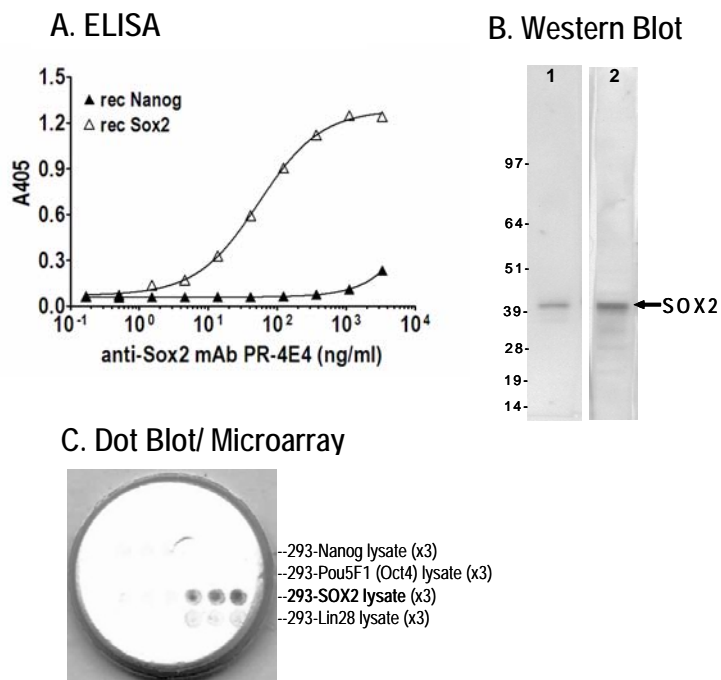 A. ELISA
1.5
1.2
0.9
0.6
0.3
0.0
A405
▲ rec Nanog
△ rec Sox2
10-1 100 101 102 103 104
anti-Sox2 mAb PR-4E4 (ng/ml)
B. Western Blot
1 2
97-
64-
51-
39-
28-
19-
14-
SOX2
C. Dot Blot/ Microarray
--293-Nanog lysate (x3)
--293-Pou5F1 (Oct4) lysate (x3)
--293-SOX2 lysate (x3)
--293-Lin28 lysate (x3)